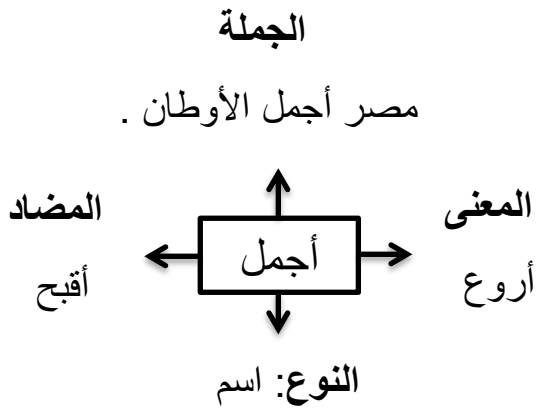 الجملة
مصر أجمل الأوطان .
المعنى
أروع
أجمل
المضاد
أقبح
النوع: اسم